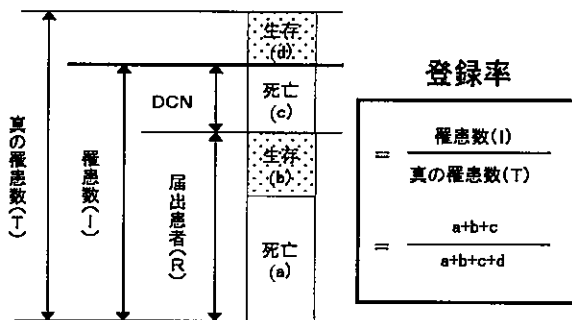 生存
(d)
死亡
(c)
生存
(b)
死亡
(a)
DCN
真の罹患数(T)
罹患数(I)
届出患者(R)
登録率
= 罹患数(I)
真の罹患数(T)
= a+b+c
a+b+c+d